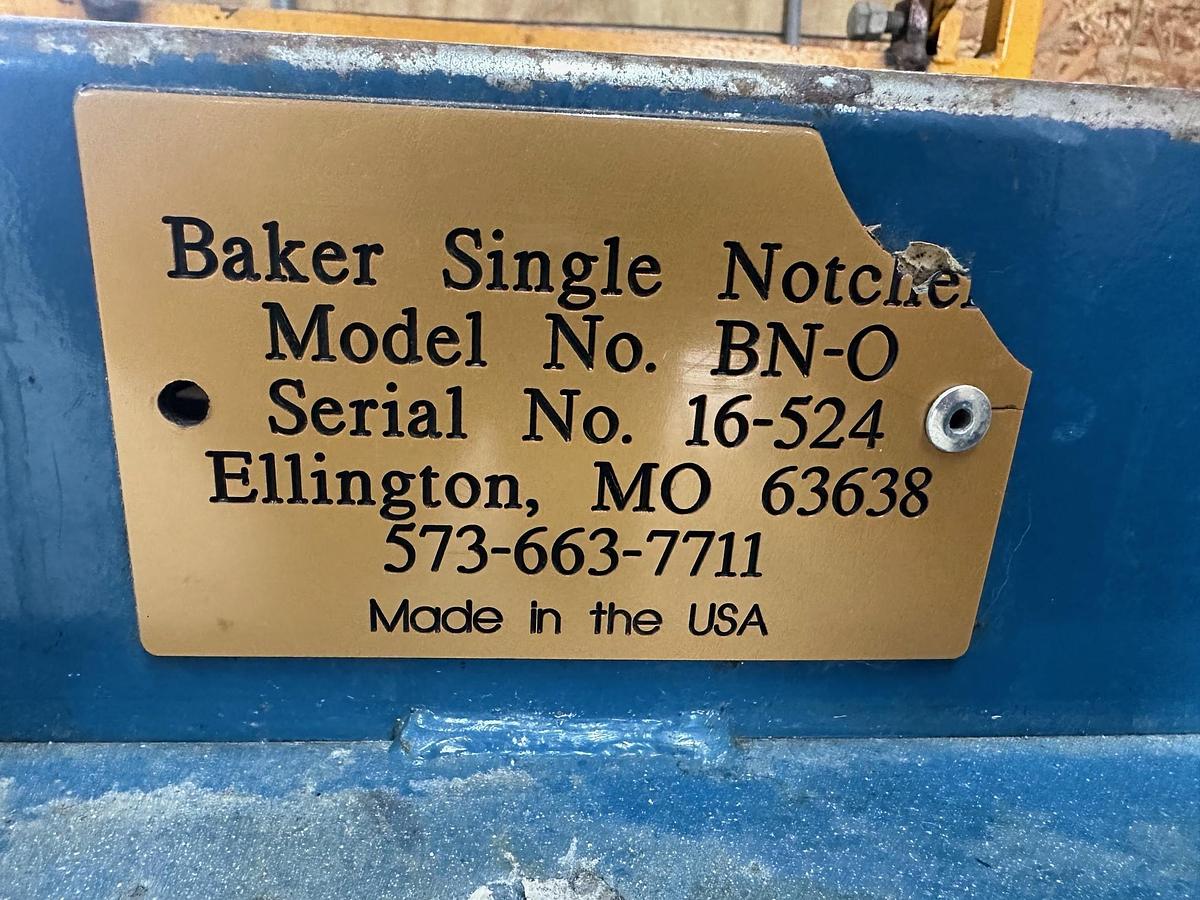 Baker Single Notcher
Model No. BN-O
Serial No. 16-524
Ellington, MO 63638
573-663-7711
Made in the USA